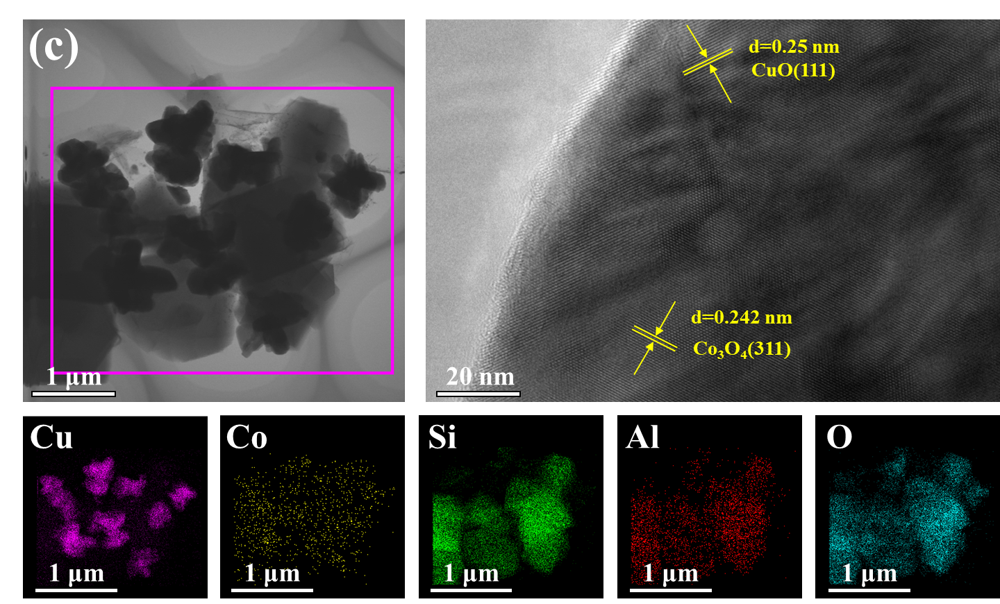 (c)
d=0.25 nm
CuO(111)
d=0.242 nm
Co₃O₄(311)
1 μm
20 nm
Cu
Co
Si
Al
O
1 μm
1 μm
1 μm
1 μm
1 μm